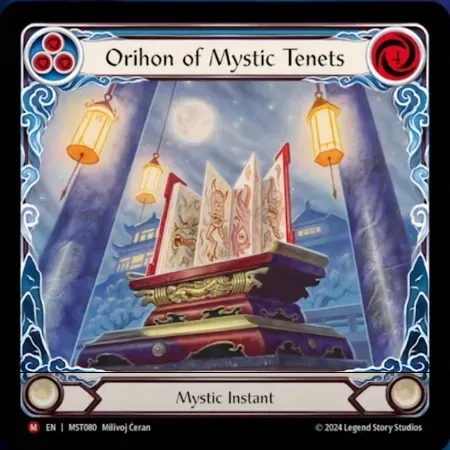 Orihon of Mystic Tenets
Mystic Instant
M EN | MST080 Milivoj Ćeran © 2024 Legend Story Studios